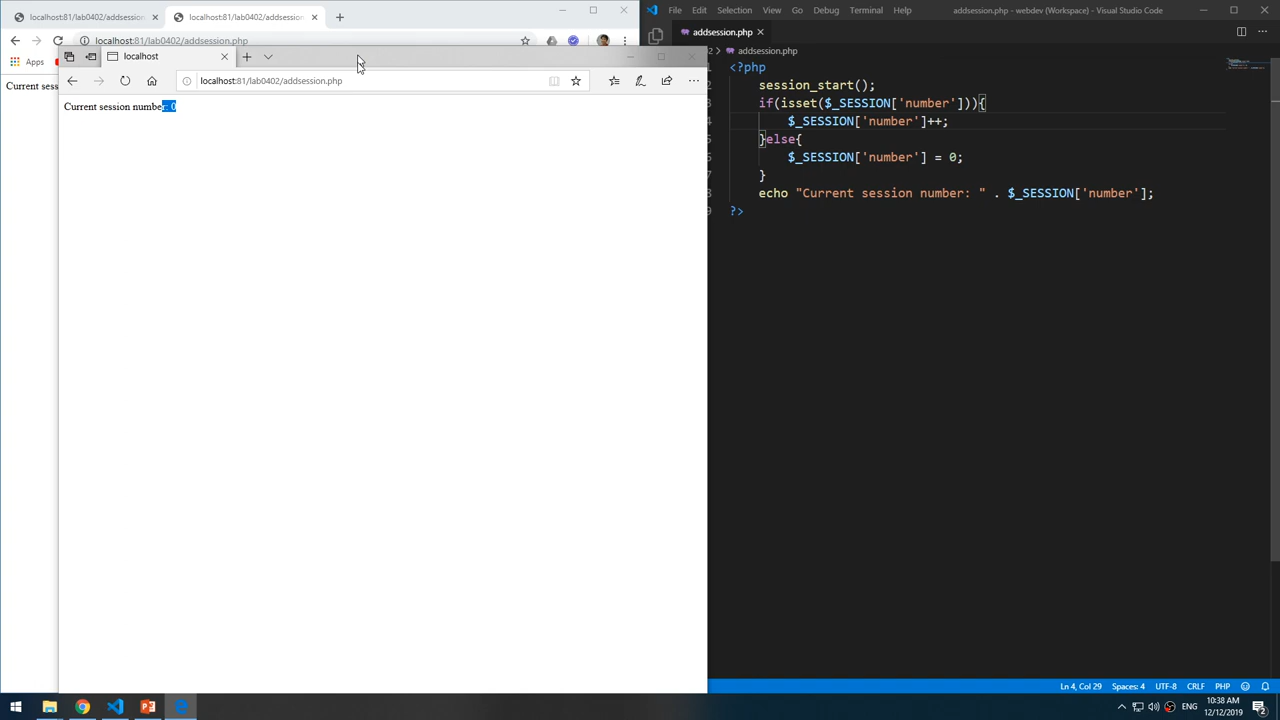 localhost:81/lab0402/addsession
localhost:81/lab0402/addsession
File Edit Selection View Go Debug Terminal Help addsession.php - webdev (Workspace) - Visual Studio Code
localhost:81/lab0402/addsession.php
Apps
Current sess
localhost
localhost:81/lab0402/addsession.php
Current session number: 0
addsession.php
addsession.php
<?php
session_start();
if(isset($_SESSION['number'])){
$_SESSION['number']++;
}else{
$_SESSION['number'] = 0;
}
echo "Current session number: " . $_SESSION['number'];
?>
Ln 4, Col 29 Spaces: 4 UTF-8 CRLF PHP
ENG
10:38 AM
12/12/2019
2